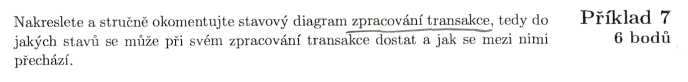 Nakreslete a stručně okomentujte stavový diagram zpracování transakce, tedy do
jakých stavů se může při svém zpracování transakce dostat a jak se mezi nimi
přechází.
Příklad 7
6 bodů